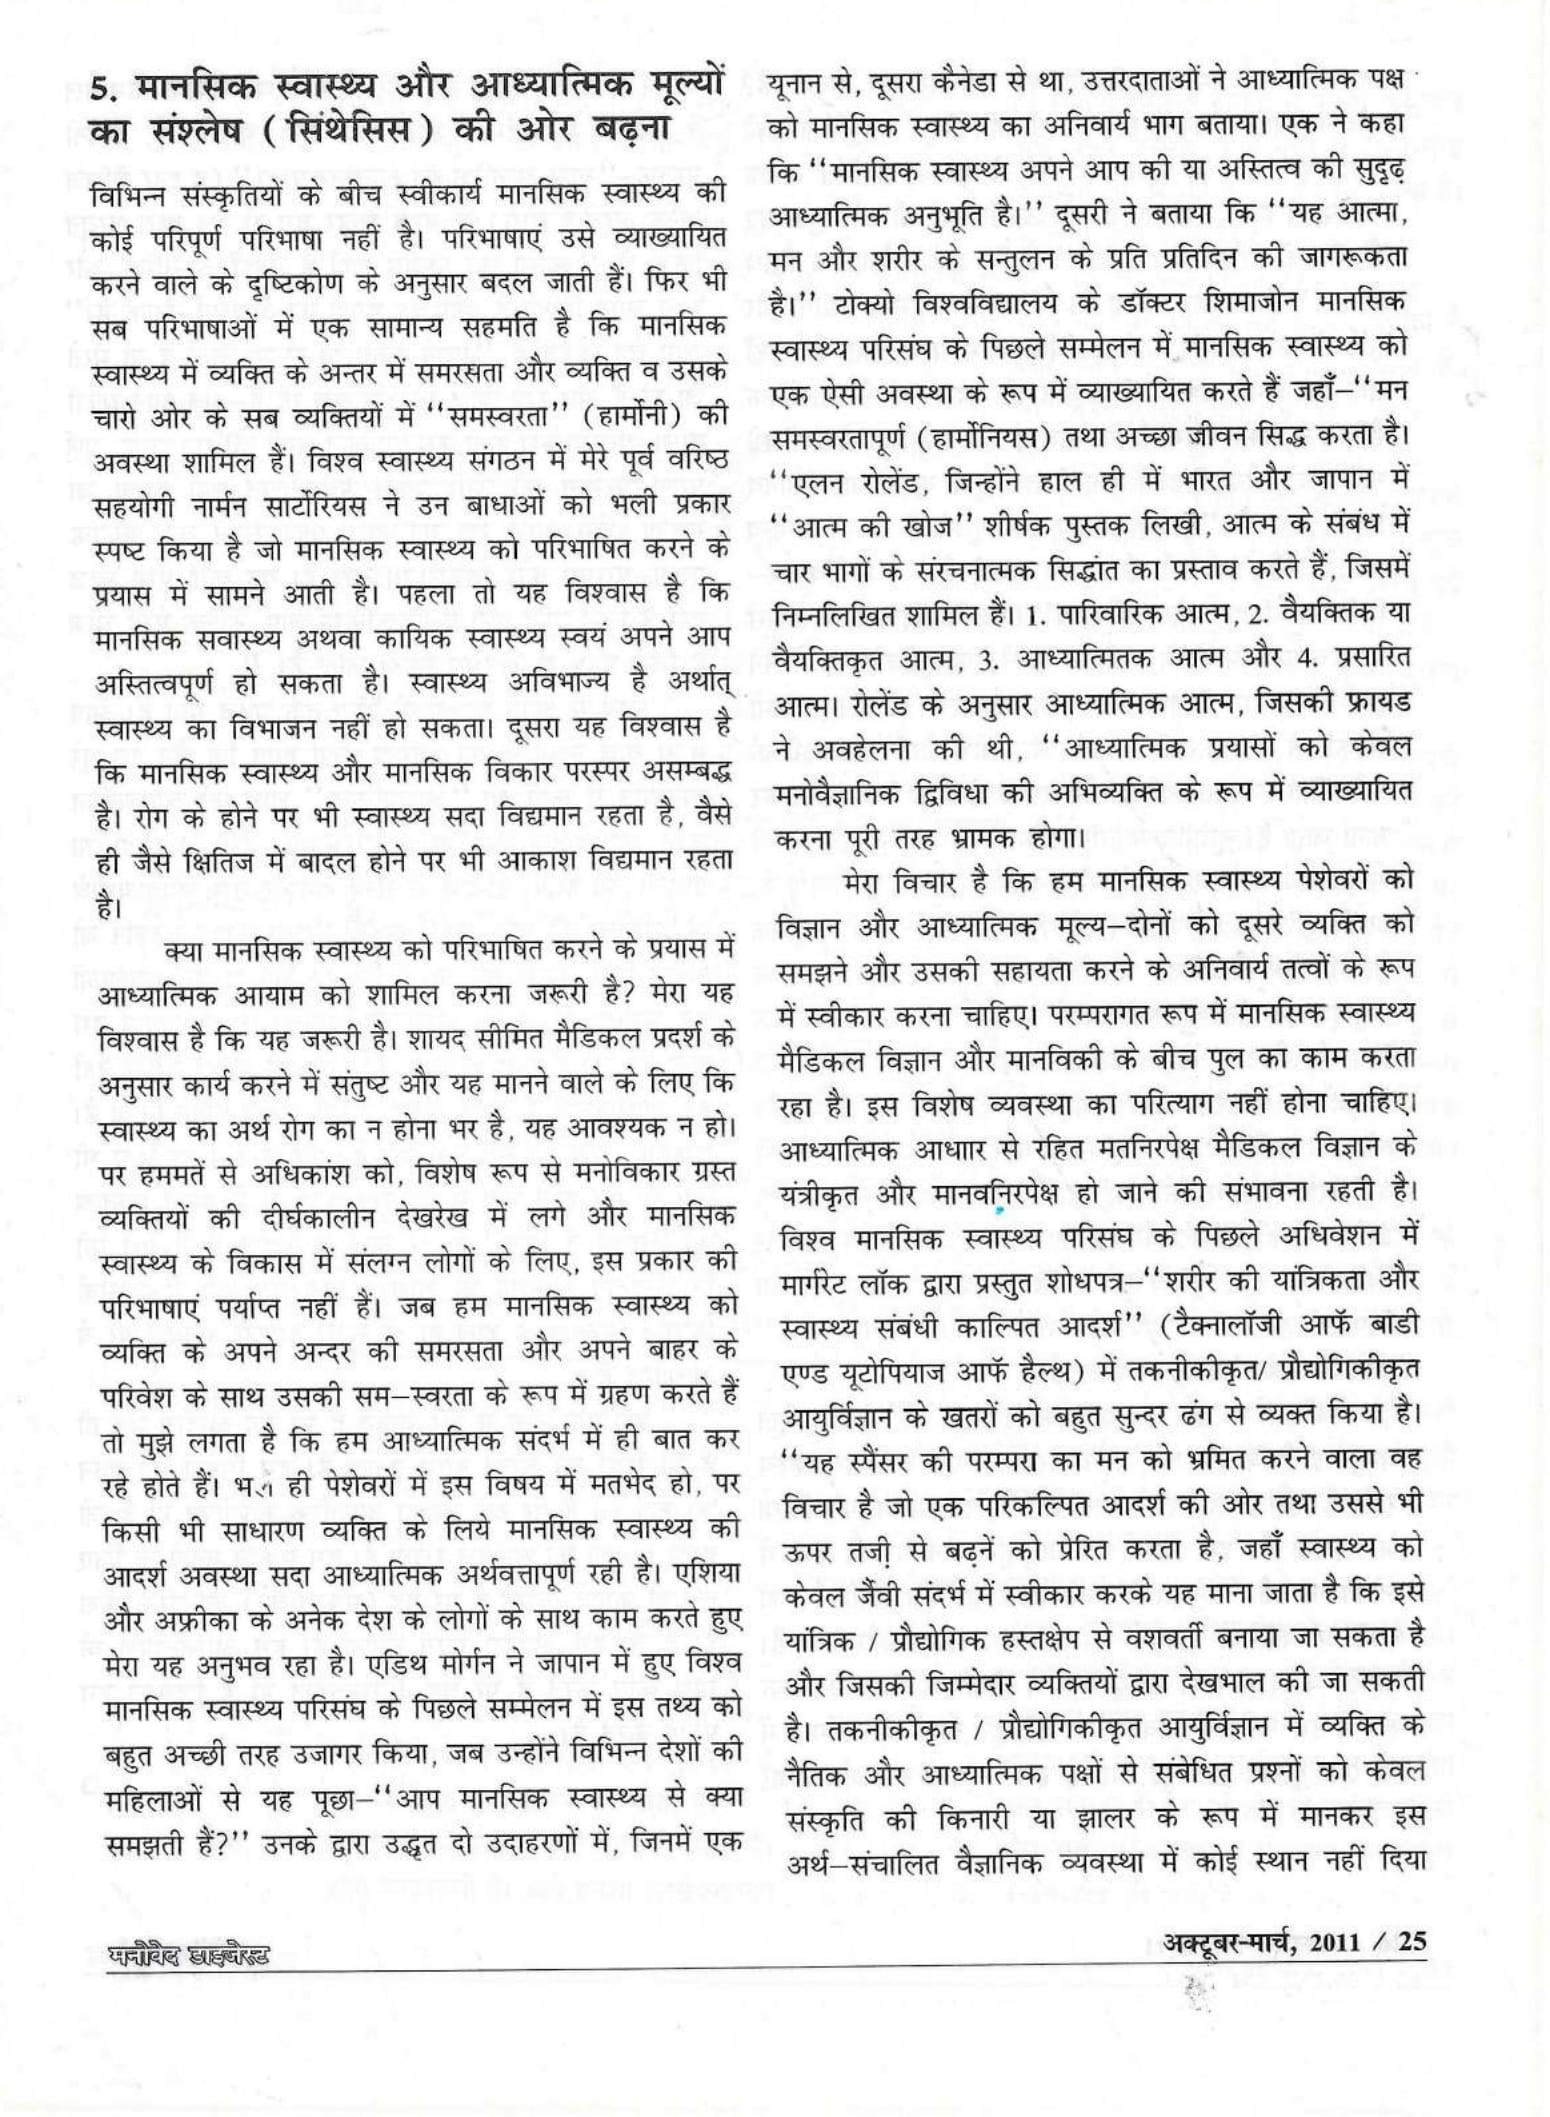 5. मानसिक स्वास्थ्य और आध्यात्मिक मूल्यों
का संश्लेष (सिंथेसिस) की ओर बढ़ना
विभिन्न संस्कृतियों के बीच स्वीकार्य मानसिक स्वास्थ्य की
कोई परिपूर्ण परिभाषा नहीं है। परिभाषाएं उसे व्याख्यायित
करने वाले के दृष्टिकोण के अनुसार बदल जाती हैं। फिर भी
सब परिभाषाओं में एक सामान्य सहमति है कि मानसिक
स्वास्थ्य में व्यक्ति के अन्तर में समरसता और व्यक्ति व उसके
चारो ओर के सब व्यक्तियों में ‘‘समस्वरता’’ (हार्मोनी) की
अवस्था शामिल हैं। विश्व स्वास्थ्य संगठन में मेरे पूर्व वरिष्ठ
सहयोगी नार्मन सार्टोरियस ने उन बाधाओं को भली प्रकार
स्पष्ट किया है जो मानसिक स्वास्थ्य को परिभाषित करने के
प्रयास में सामने आती है। पहला तो यह विश्वास है कि
मानसिक सवास्थ्य अथवा कायिक स्वास्थ्य स्वयं अपने आप
अस्तित्वपूर्ण हो सकता है। स्वास्थ्य अविभाज्य है अर्थात्
स्वास्थ्य का विभाजन नहीं हो सकता। दूसरा यह विश्वास है
कि मानसिक स्वास्थ्य और मानसिक विकार परस्पर असम्बद्ध
है। रोग के होने पर भी स्वास्थ्य सदा विद्यमान रहता है, वैसे
ही जैसे क्षितिज में बादल होने पर भी आकाश विद्यमान रहता
है।
क्या मानसिक स्वास्थ्य को परिभाषित करने के प्रयास में
आध्यात्मिक आयाम को शामिल करना जरूरी है? मेरा यह
विश्वास है कि यह जरूरी है। शायद सीमित मैडिकल प्रदर्श के
अनुसार कार्य करने में संतुष्ट और यह मानने वाले के लिए कि
स्वास्थ्य का अर्थ रोग का न होना भर है, यह आवश्यक न हो।
पर हममतें से अधिकांश को, विशेष रूप से मनोविकार ग्रस्त
व्यक्तियों की दीर्घकालीन देखरेख में लगे और मानसिक
स्वास्थ्य के विकास में संलग्न लोगों के लिए, इस प्रकार की
परिभाषाएं पर्याप्त नहीं हैं। जब हम मानसिक स्वास्थ्य को
व्यक्ति के अपने अन्दर की समरसता और अपने बाहर के
परिवेश के साथ उसकी सम–स्वरता के रूप में ग्रहण करते हैं
तो मुझे लगता है कि हम आध्यात्मिक संदर्भ में ही बात कर
रहे होते हैं। ही पेशेवरों में इस विषय में मतभेद हो, पर
किसी भी साधारण व्यक्ति के लिये मानसिक स्वास्थ्य की
आदर्श अवस्था सदा आध्यात्मिक अर्थवत्तापूर्ण रही है। एशिया
और अफ्रीका के अनेक देश के लोगों के साथ काम करते हुए
मेरा यह अनुभव रहा है। एडिथ मोर्गन ने जापान में हुए विश्व
मानसिक स्वास्थ्य परिसंघ के पिछले सम्मेलन में इस तथ्य को
बहुत अच्छी तरह उजागर किया, जब उन्होंने विभिन्न देशों की
महिलाओं से यह पूछा–‘‘आप मानसिक स्वास्थ्य से क्या
समझती हैं?’’ उनके द्वारा उद्धृत दो उदाहरणों में, जिनमें एक
यूनान से, दूसरा कैनेडा से था, उत्तरदाताओं ने आध्यात्मिक पक्ष
को मानसिक स्वास्थ्य का अनिवार्य भाग बताया। एक ने कहा
कि ‘‘मानसिक स्वास्थ्य अपने आप की या अस्तित्व की सुदृढ़
आध्यात्मिक अनुभूति है।’’ दूसरी ने बताया कि ‘‘यह आत्मा,
मन और शरीर के सन्तुलन के प्रति प्रतिदिन की जागरूकता
है।’’ टोक्यो विश्वविद्यालय के डॉक्टर शिमाजोन मानसिक
स्वास्थ्य परिसंघ के पिछले सम्मेलन में मानसिक स्वास्थ्य को
एक ऐसी अवस्था के रूप में व्याख्यायित करते हैं जहाँ–‘‘मन
समस्वरतापूर्ण (हार्मोनियस) तथा अच्छा जीवन सिद्ध करता है।
‘‘एलन रोलेंड, जिन्होंने हाल ही में भारत और जापान में
‘‘आत्म की खोज’’ शीर्षक पुस्तक लिखी, आत्म के संबंध में
चार भागों के संरचनात्मक सिद्धांत का प्रस्ताव करते हैं, जिसमें
निम्नलिखित शामिल हैं। 1. पारिवारिक आत्म, 2. वैयक्तिक या
वैयक्तिकृत आत्म, 3. आध्यात्मितक आत्म और 4. प्रसारित
आत्म। रोलेंड के अनुसार आध्यात्मिक आत्म, जिसकी फ्रायड
ने अवहेलना की थी, ‘‘आध्यात्मिक प्रयासों को केवल
मनोवैज्ञानिक द्विविधा की अभिव्यक्ति के रूप में व्याख्यायित
करना पूरी तरह भ्रामक होगा।
मेरा विचार है कि हम मानसिक स्वास्थ्य पेशेवरों को
विज्ञान और आध्यात्मिक मूल्य–दोनों को दूसरे व्यक्ति को
समझने और उसकी सहायता करने के अनिवार्य तत्वों के रूप
में स्वीकार करना चाहिए। परम्परागत रूप में मानसिक स्वास्थ्य
मैडिकल विज्ञान और मानविकी के बीच पुल का काम करता
रहा है। इस विशेष व्यवस्था का परित्याग नहीं होना चाहिए।
आध्यात्मिक आधाार से रहित मतनिरपेक्ष मैडिकल विज्ञान के
यंत्रीकृत और मानवनिरपेक्ष हो जाने की संभावना रहती है।
विश्व मानसिक स्वास्थ्य परिसंघ के पिछले अधिवेशन में
मार्गरेट लॉक द्वारा प्रस्तुत शोधपत्र–‘‘शरीर की यांत्रिकता और
स्वास्थ्य संबंधी काल्पित आदर्श’’ (टैक्नालॉजी आफॅ बांडी
एण्ड यूटोपियाज आफॅ हैल्थ) में तकनीकीकृत/ प्रौद्योगिकीकृत
आयुर्विज्ञान के खतरों को बहुत सुन्दर ढंग से व्यक्त किया है।
‘‘यह स्पैंसर की परम्परा का मन को भ्रमित करने वाला वह
विचार है जो एक परिकल्पित आदर्श की ओर तथा उससे भी
ऊपर तजी़ से बढ़नें को प्रेरित करता है, जहाँ स्वास्थ्य को
केवल जैवी संदर्भ में स्वीकार करके यह माना जाता है कि इसे
यांत्रिक / प्रौद्योगिक हस्तक्षेप से वशवर्ती बनाया जा सकता है
और जिसकी जिम्मेदार व्यक्तियों द्वारा देखभाल की जा सकती
है। तकनीकीकृत / प्रौद्योगिकीकृत आयुर्विज्ञान में व्यक्ति के
नैतिक और आध्यात्मिक पक्षों से संबेधित प्रश्नों को केवल
संस्कृति की किनारी या झालर के रूप में मानकर इस
अर्थ–संचालित वैज्ञानिक व्यवस्था में कोई स्थान नहीं दिया
मनोवेद डाइजेस्ट
अक्टूबर-मार्च, 2011 / 25